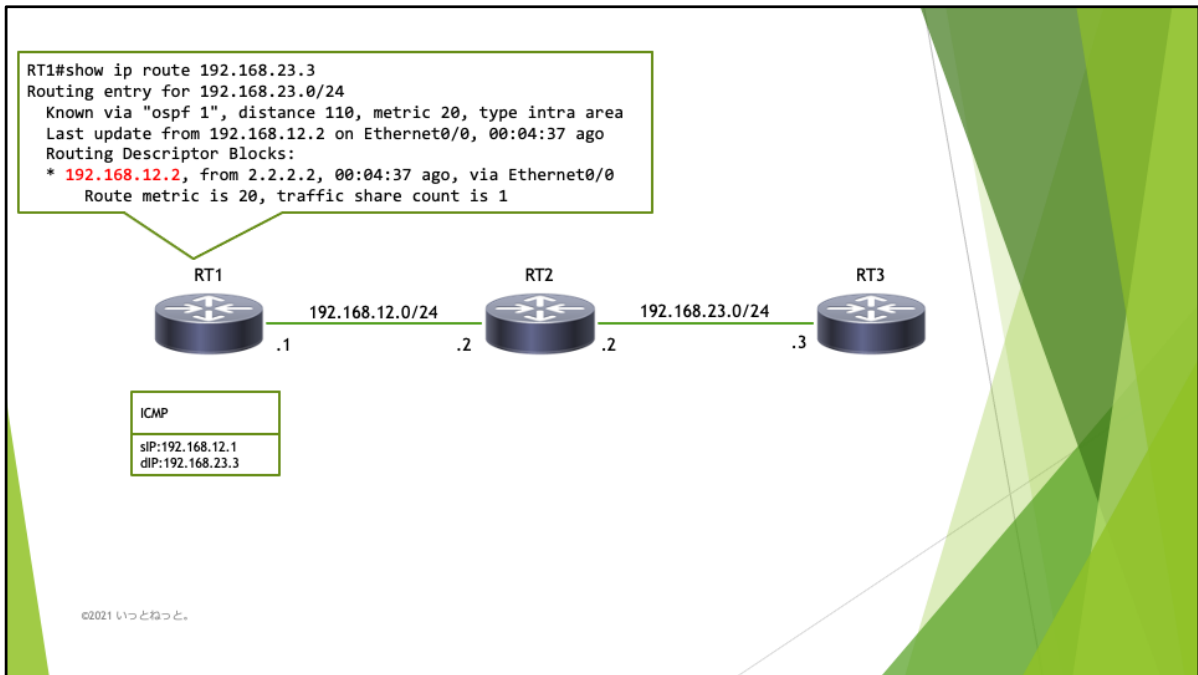 RT1#show ip route 192.168.23.3
Routing entry for 192.168.23.0/24
Known via "ospf 1", distance 110, metric 20, type intra area
Last update from 192.168.12.2 on Ethernet0/0, 00:04:37 ago
Routing Descriptor Blocks:
* 192.168.12.2, from 2.2.2.2, 00:04:37 ago, via Ethernet0/0
Route metric is 20, traffic share count is 1
RT1
RT2
RT3
192.168.12.0/24
192.168.23.0/24
.1
.2
.2
.3
ICMP
sIP:192.168.12.1
dIP:192.168.23.3
©2021 いっとねっと。